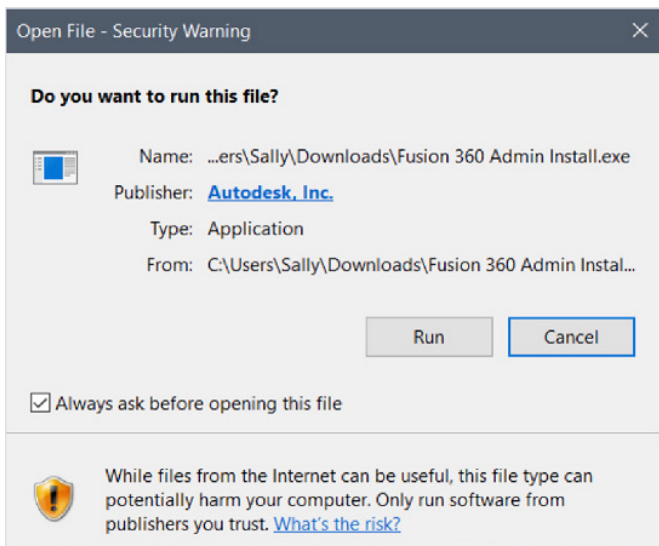 Open File - Security Warning
Do you want to run this file?
Name: ...ers\Sally\Downloads\Fusion 360 Admin Install.exe
Publisher: Autodesk, Inc.
Type: Application
From: C:\Users\Sally\Downloads\Fusion 360 Admin Instal...
Run Cancel
Always ask before opening this file
While files from the Internet can be useful, this file type can
potentially harm your computer. Only run software from
publishers you trust. What's the risk?